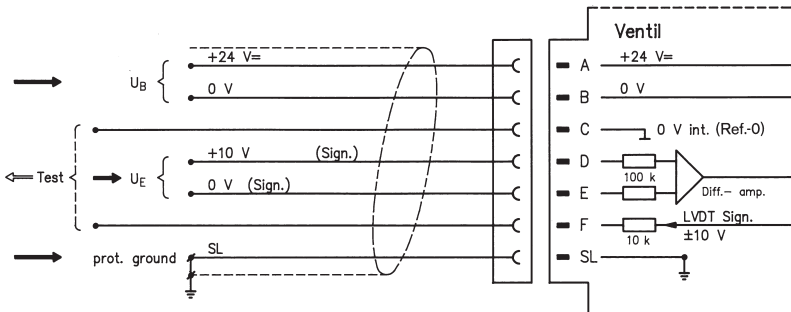 Ventil
+24 V= A +24 V=
U_B
0 V B 0 V
C 0 V int. (Ref.-0)
+10 V (Sign.) D 100 k
Test U_E
0 V (Sign.) E Diff.- amp.
F 10 k LVDT Sign. ±10 V
prot. ground SL SL